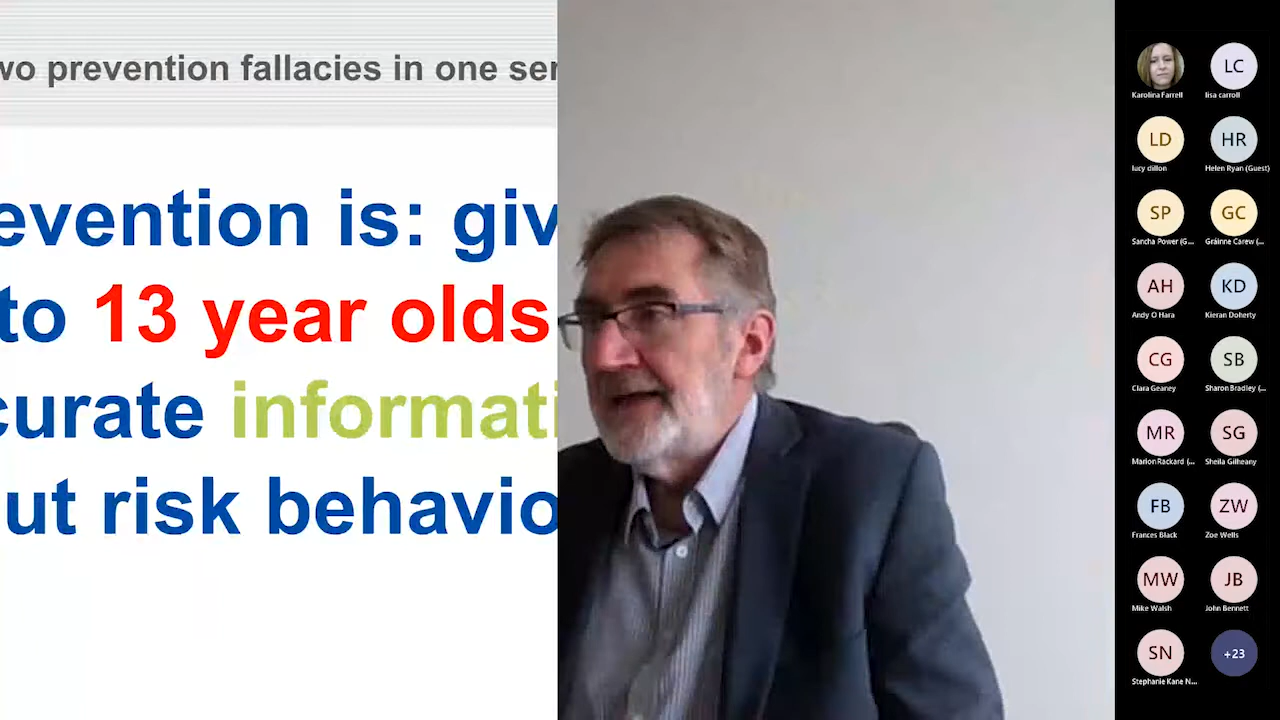 wo prevention fallacies in one sen
evention is: giv
to 13 year olds
curate informati
ut risk behavio
LC
Karolina Farrell
lisa carroll
LD
HR
lucy dillon
Helen Ryan (Guest)
SP
GC
Sancha Power (G...
Gráinne Carew (...
AH
KD
Andy O Hara
Kieran Doherty
CG
SB
Clara Geaney
Sharon Bradley (...
MR
SG
Marion Rackard (...
Sheila Gilheany
FB
ZW
Frances Black
Zoe Wells
MW
JB
Mike Walsh
John Bennett
SN
+23
Stephanie Kane N...